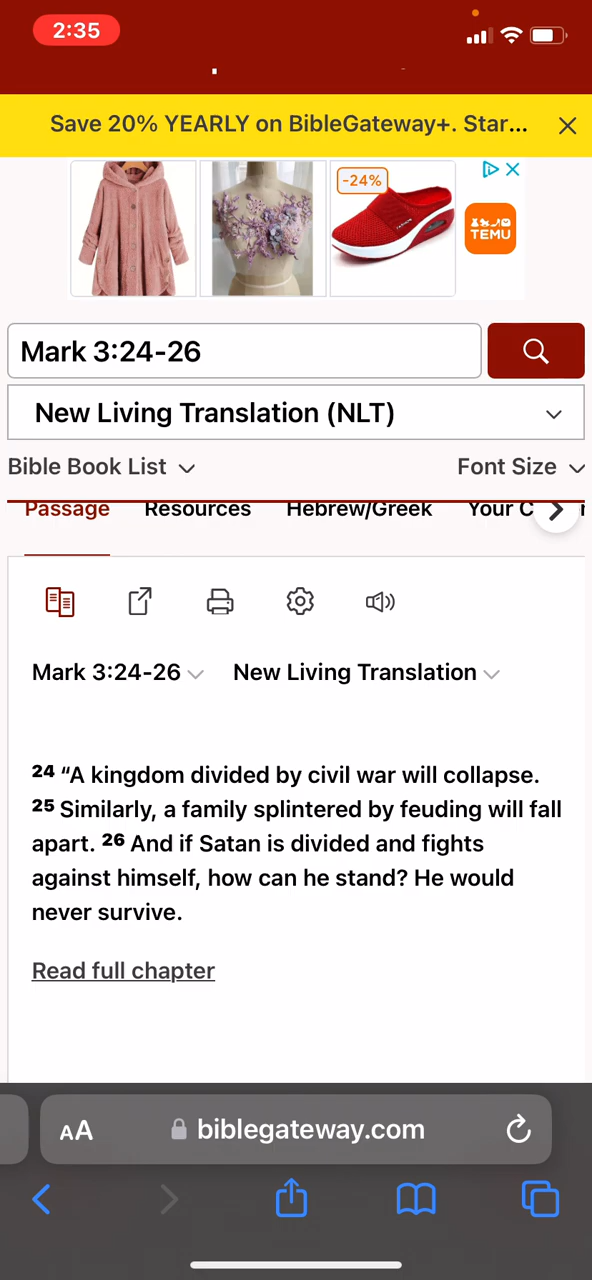 2:35
Save 20% YEARLY on BibleGateway+. Star...
-24%
TEMU
Mark 3:24-26
New Living Translation (NLT)
Bible Book List
Font Size
Passage
Resources
Hebrew/Greek
Your C
Mark 3:24-26
New Living Translation
24 “A kingdom divided by civil war will collapse.
25 Similarly, a family splintered by feuding will fall
apart. 26 And if Satan is divided and fights
against himself, how can he stand? He would
never survive.
Read full chapter
AA
biblegateway.com